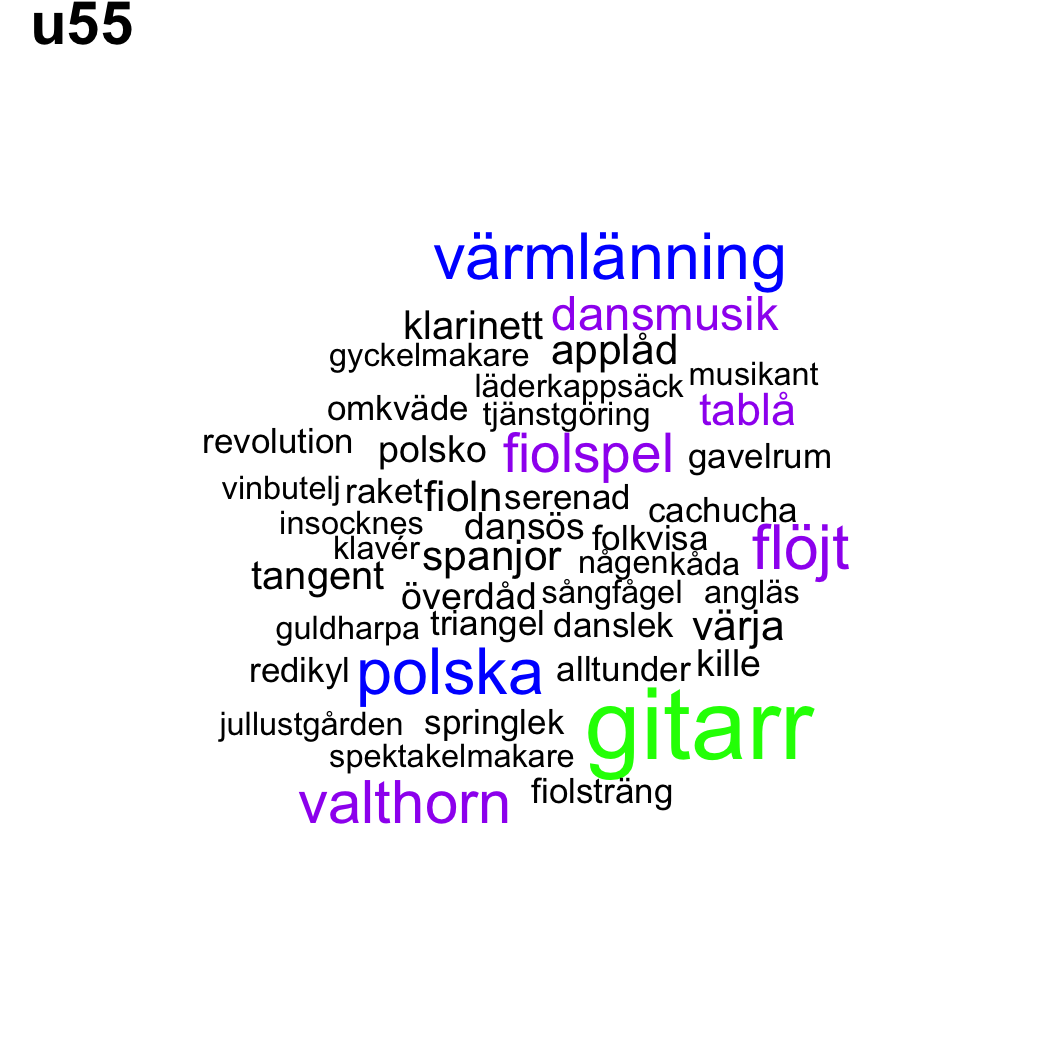 u55
värmlänning
klarinett dansmusik
gyckelmakare applåd
läderkappsäck musikant
omkväde tjänstgöring tablå
revolution polsko fiolspel gavelrum
vinbutelj raket fioln serenad cachucha
insocknes dansös folkvisa flöjt
klavér spanjor någenkåda
tangent överdåd sångfågel angläs
guldharpa triangel danslek värja
redikyl polska alltunder kille
jullustgården springlek gitarr
spektakelmakare
valthorn fiolsträng